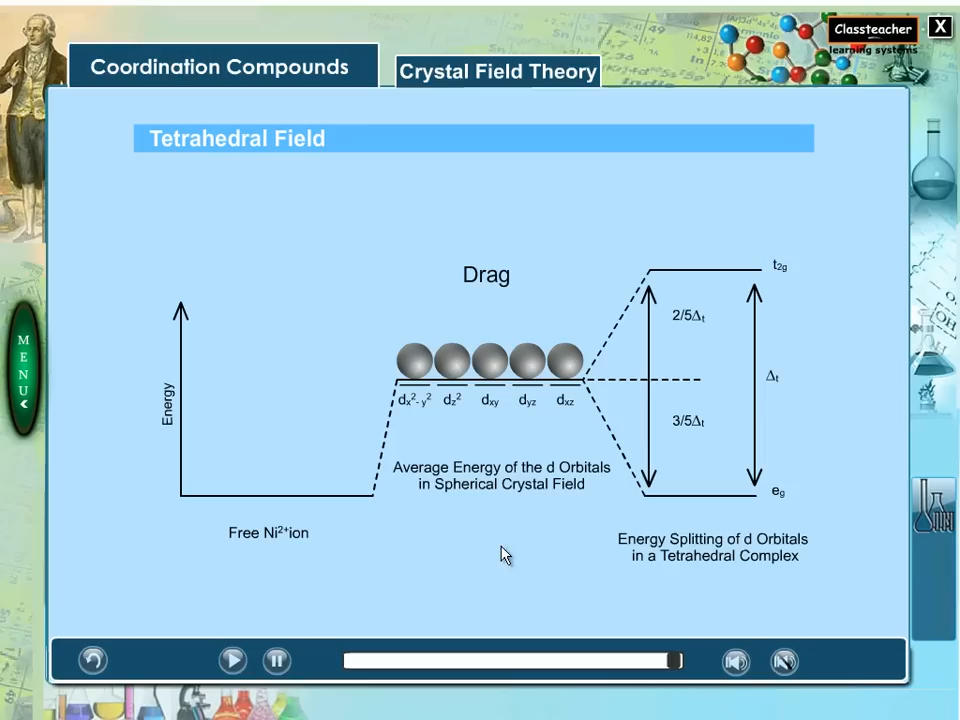 Classteacher
learning systems
X
Coordination Compounds
Crystal Field Theory
Tetrahedral Field
MENU
Drag
t₂g
2/5Δt
Δt
3/5Δt
e_g
Energy
dx²-y² dz² dxy dyz dxz
Average Energy of the d Orbitals
in Spherical Crystal Field
Free Ni²⁺ion
Energy Splitting of d Orbitals
in a Tetrahedral Complex